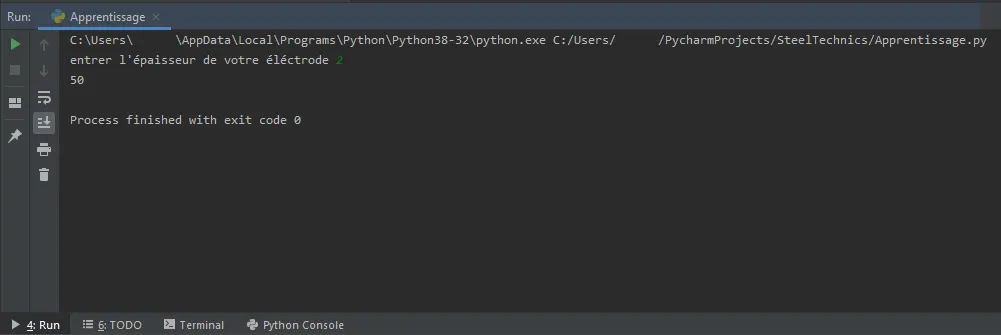 Run: Apprentissage
C:\Users\ \AppData\Local\Programs\Python\Python38-32\python.exe C:/Users/ /PycharmProjects/SteelTechnics/Apprentissage.py
entrer l'épaisseur de votre éléctrode 2
50
Process finished with exit code 0
4: Run 6: TODO Terminal Python Console